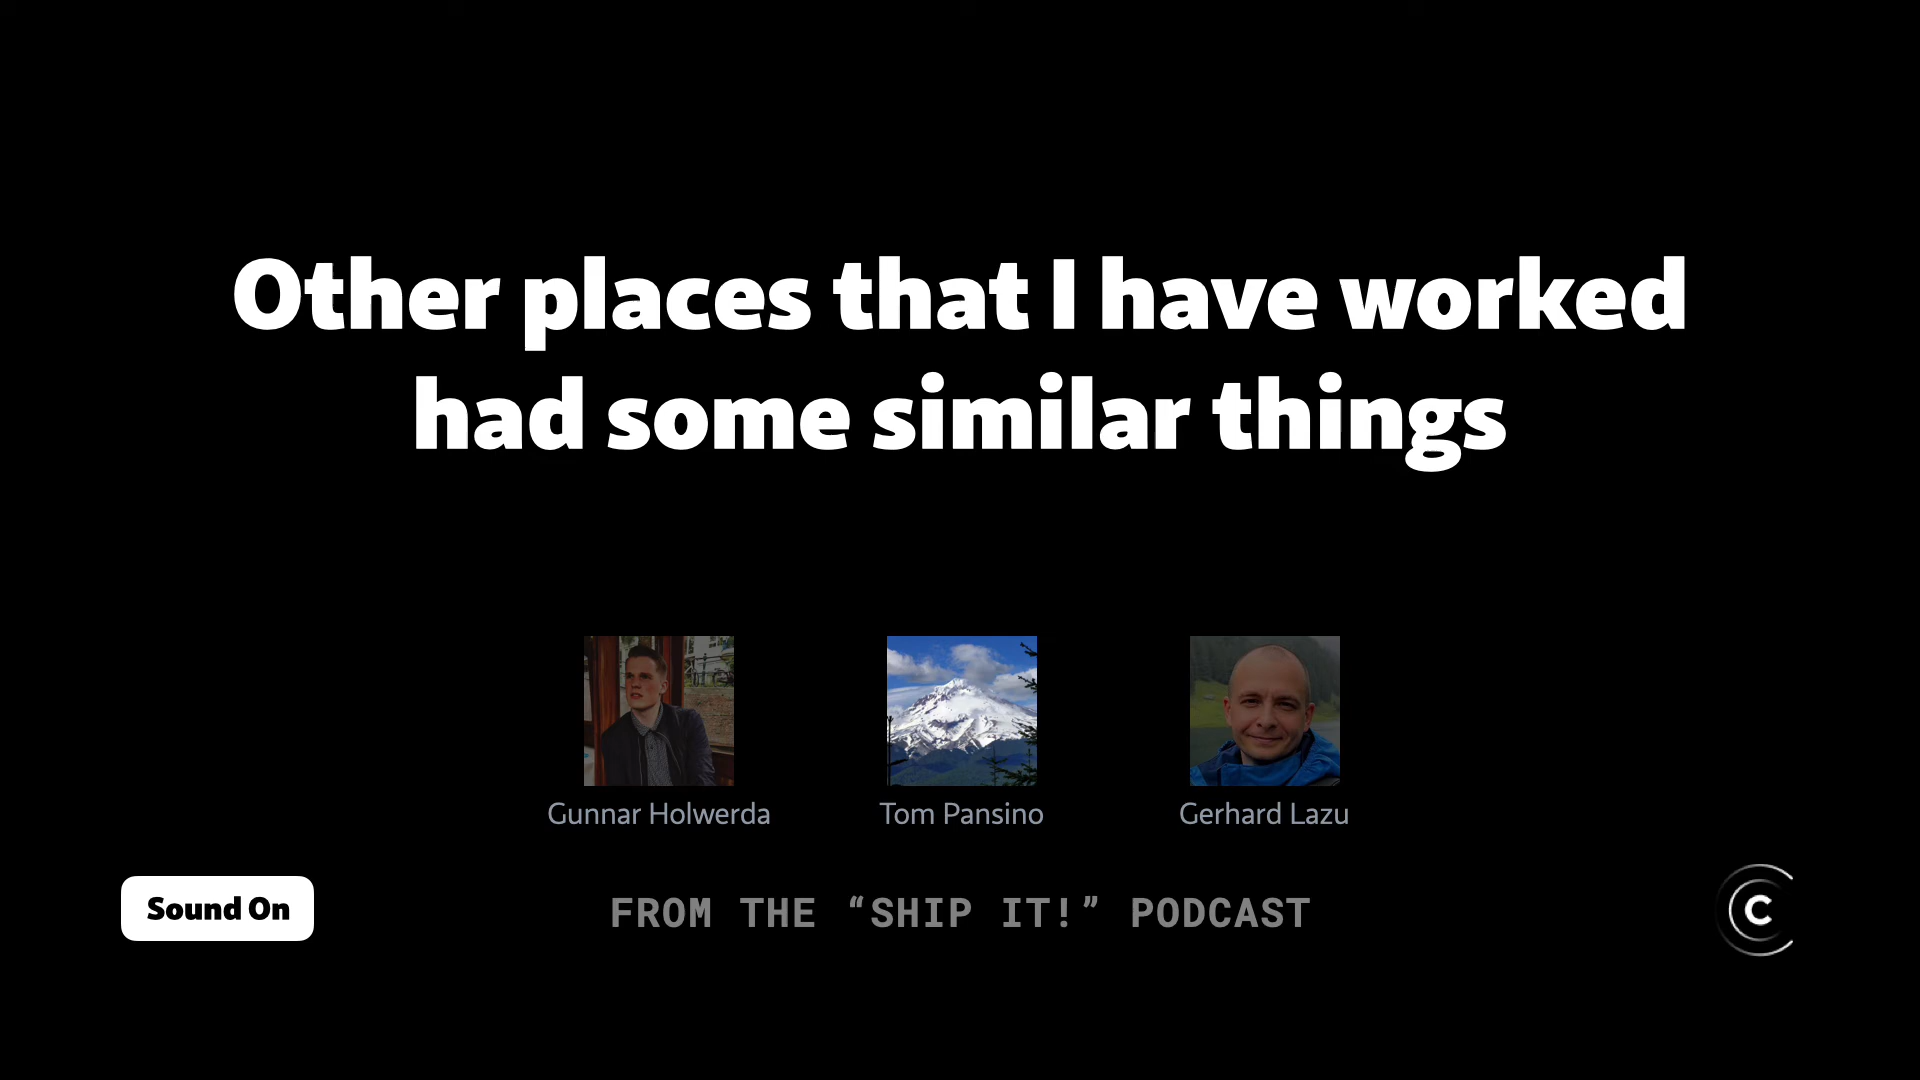 Other places that I have worked
had some similar things
Gunnar Holwerda
Tom Pansino
Gerhard Lazu
Sound On
FROM THE “SHIP IT!” PODCAST
C